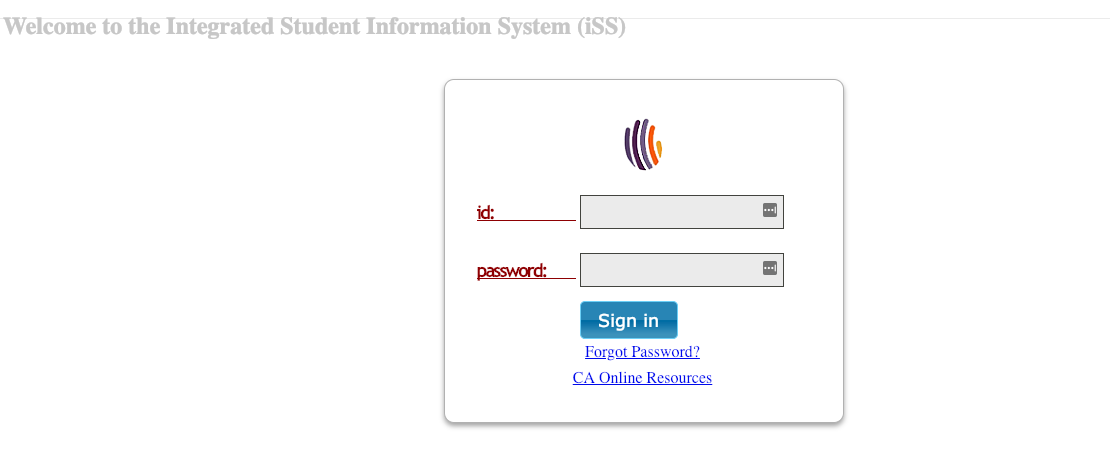 Welcome to the Integrated Student Information System (iSS)
id:
password:
Sign in
Forgot Password?
CA Online Resources